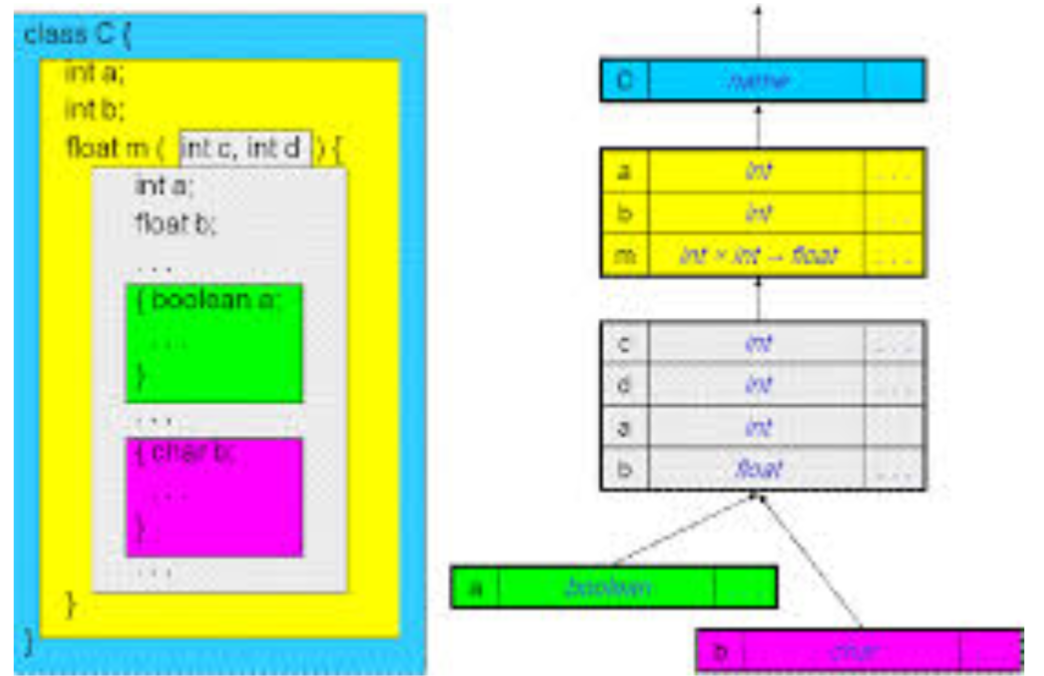 class C {
int a;
int b;
float m ( int c, int d ) {
int a;
float b;
. . .
{ boolean a;
. . .
}
. . .
{ char b;
. . .
}
. . .
}
}
C name . . .
a int . . .
b int . . .
m int × int → float . . .
c int . . .
d int . . .
a int . . .
b float . . .
a boolean . . .
b char . . .